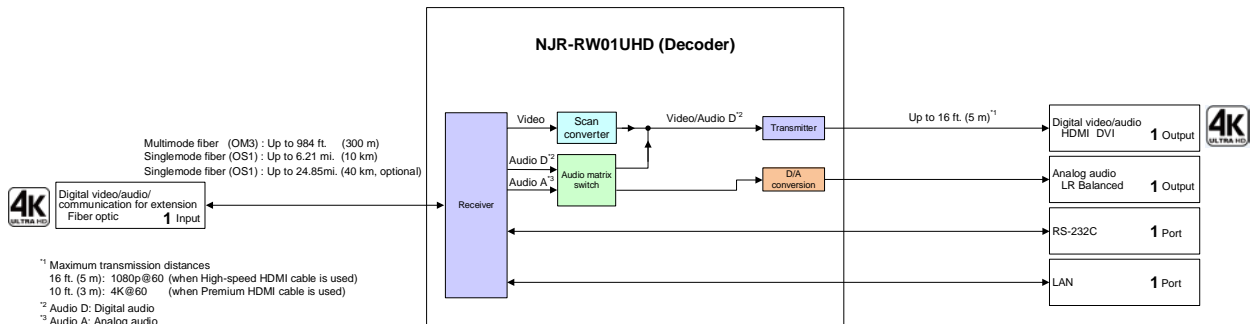 NJR-RW01UHD (Decoder)
Video
Scan
converter
Video/Audio D*2
Transmitter
Up to 16 ft. (5 m)*1
Digital video/audio
HDMI DVI 1 Output
4K
ULTRA HD
Multimode fiber (OM3) : Up to 984 ft. (300 m)
Singlemode fiber (OS1) : Up to 6.21 mi. (10 km)
Singlemode fiber (OS1) : Up to 24.85mi. (40 km, optional)
Audio D*2
Audio A*3
Audio matrix
switch
D/A
conversion
Analog audio
LR Balanced 1 Output
4K
ULTRA HD
Digital video/audio/
communication for extension
Fiber optic 1 Input
Receiver
RS-232C 1 Port
LAN 1 Port
*1 Maximum transmission distances
16 ft. (5 m): 1080p@60 (when High-speed HDMI cable is used)
10 ft. (3 m): 4K@60 (when Premium HDMI cable is used)
*2 Audio D: Digital audio
*3 Audio A: Analog audio